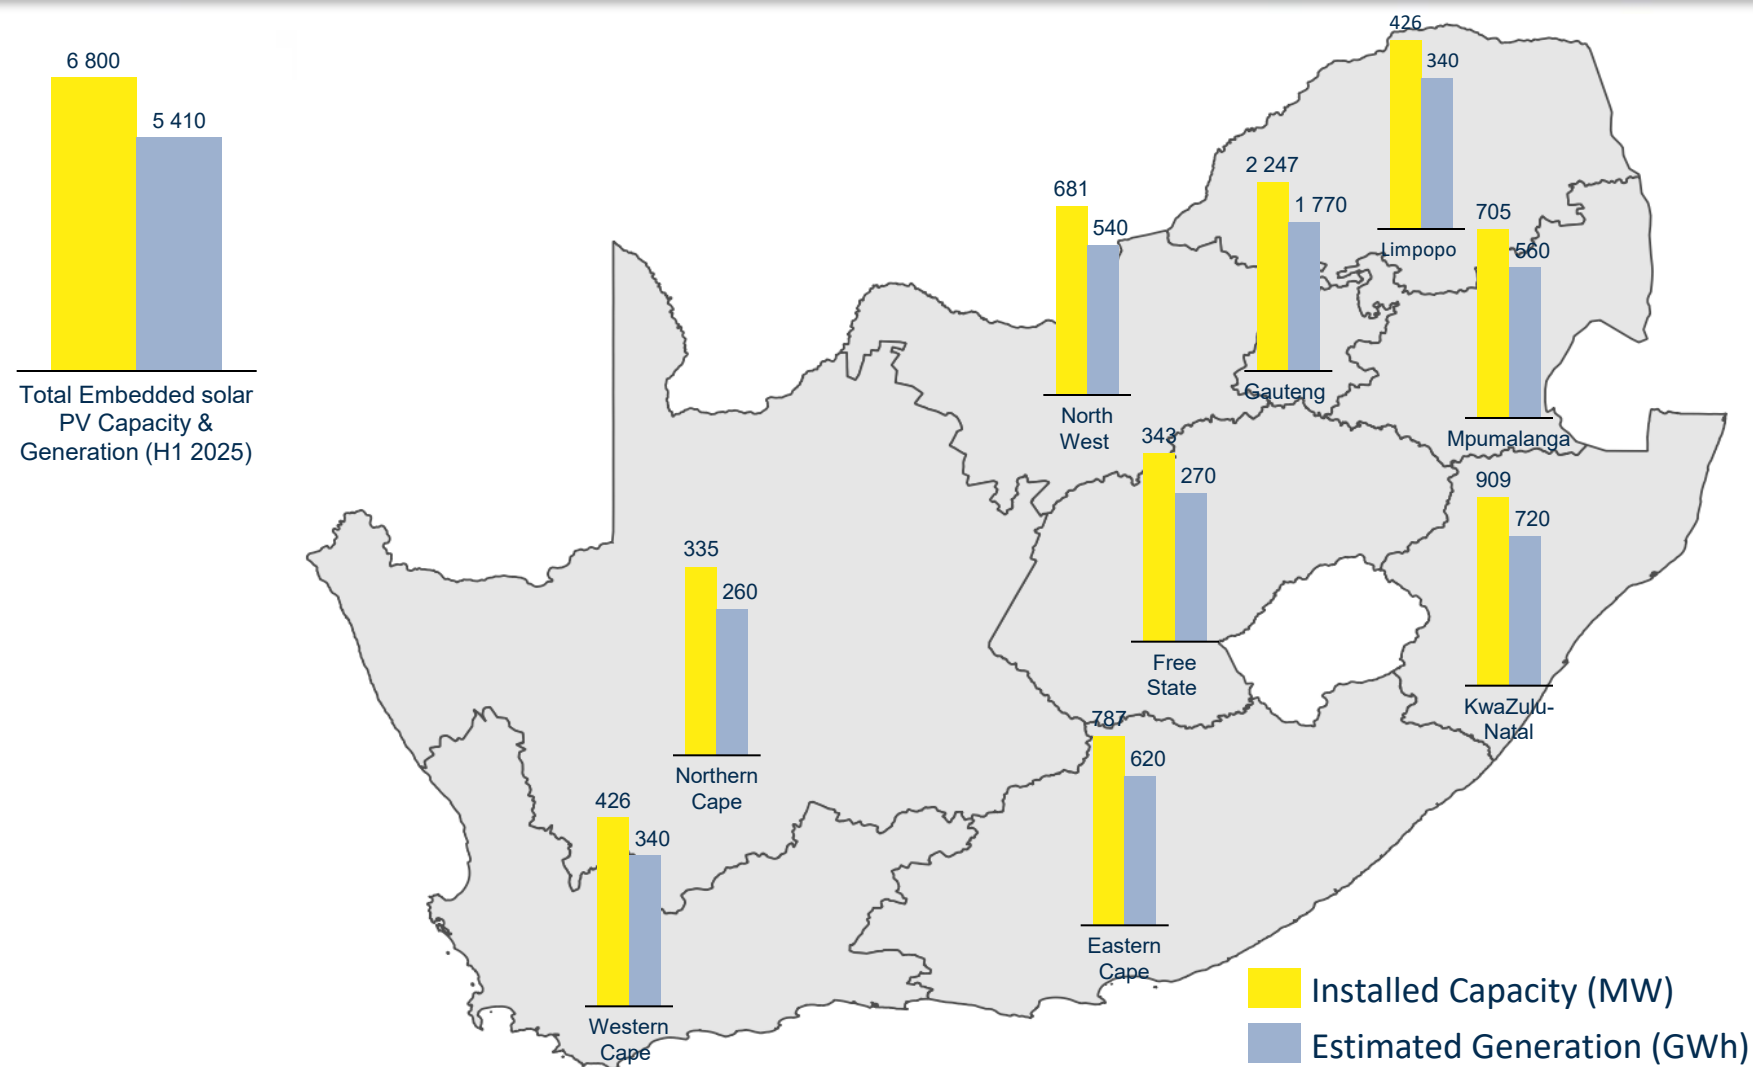 6 800
5 410
Total Embedded solar
PV Capacity &
Generation (H1 2025)
426
340
Limpopo
2 247
1 770
Gauteng
681
540
North
West
705
560
Mpumalanga
343
270
Free
State
909
720
KwaZulu-
Natal
335
260
Northern
Cape
787
620
Eastern
Cape
426
340
Western
Cape
Installed Capacity (MW)
Estimated Generation (GWh)